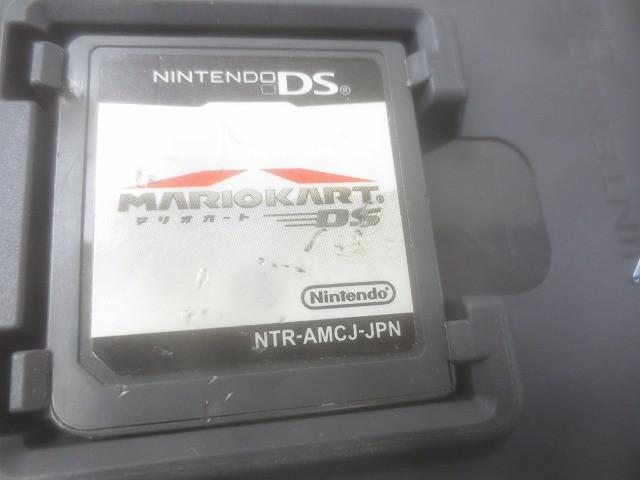 NINTENDO DS®
MARIOKART®
マリオカート DS
Nintendo®
NTR-AMCJ-JPN